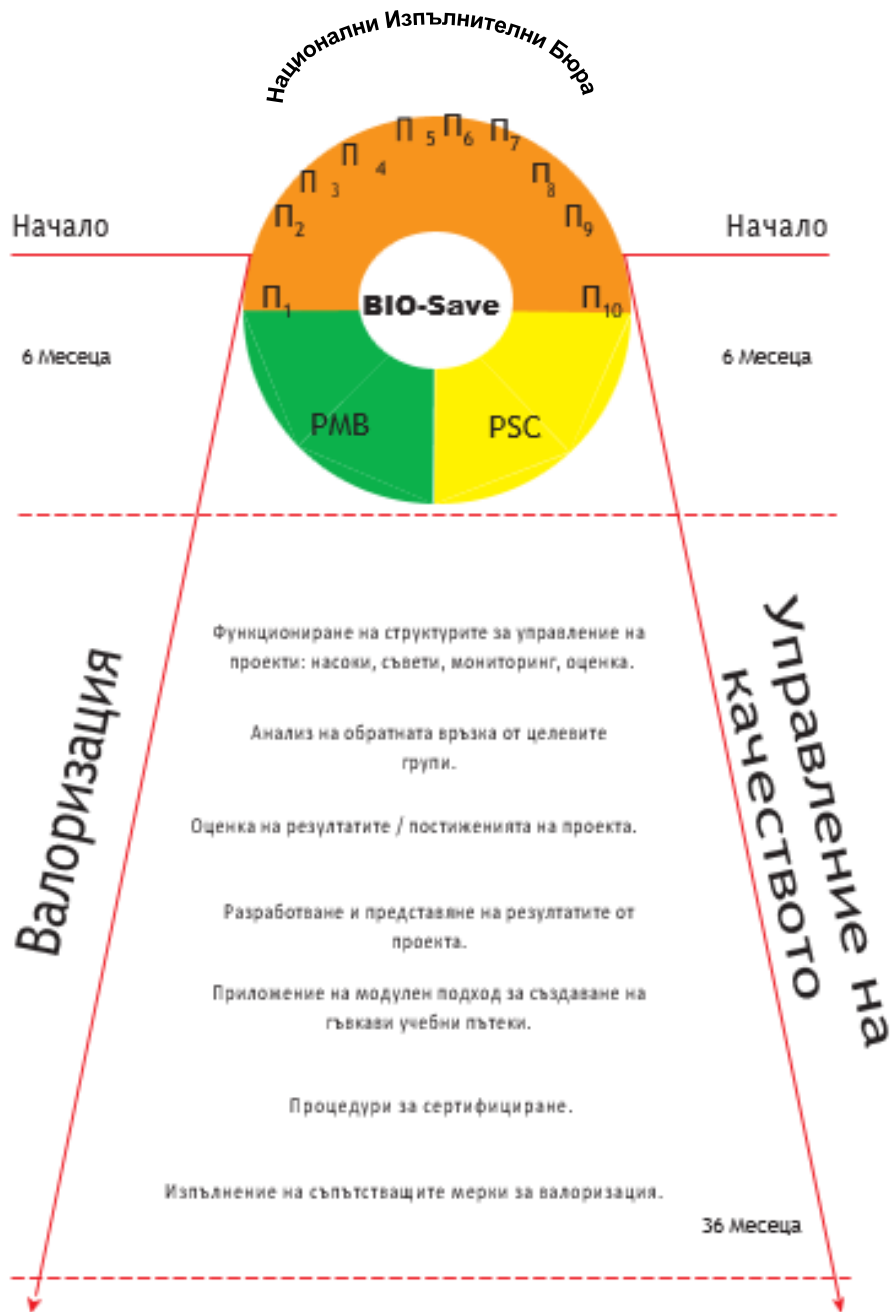 Национални Изпълнителни Бюра
П1
П2
П3
П4
П5
П6
П7
П8
П9
П10
Начало
Начало
BIO-Save
6 Месеца
6 Месеца
PMB
PSC
Функциониране на структурите за управление на
проекти: насоки, съвети, мониторинг, оценка.
Анализ на обратната връзка от целевите
групи.
Оценка на резултатите / постиженията на проекта.
Разработване и представяне на резултатите от
проекта.
Приложение на модулен подход за създаване на
гъвкави учебни пътеки.
Процедури за сертифициране.
Изпълнение на съпътстващите мерки за валоризация.
Валоризация
Управление на
качеството
36 Месеца